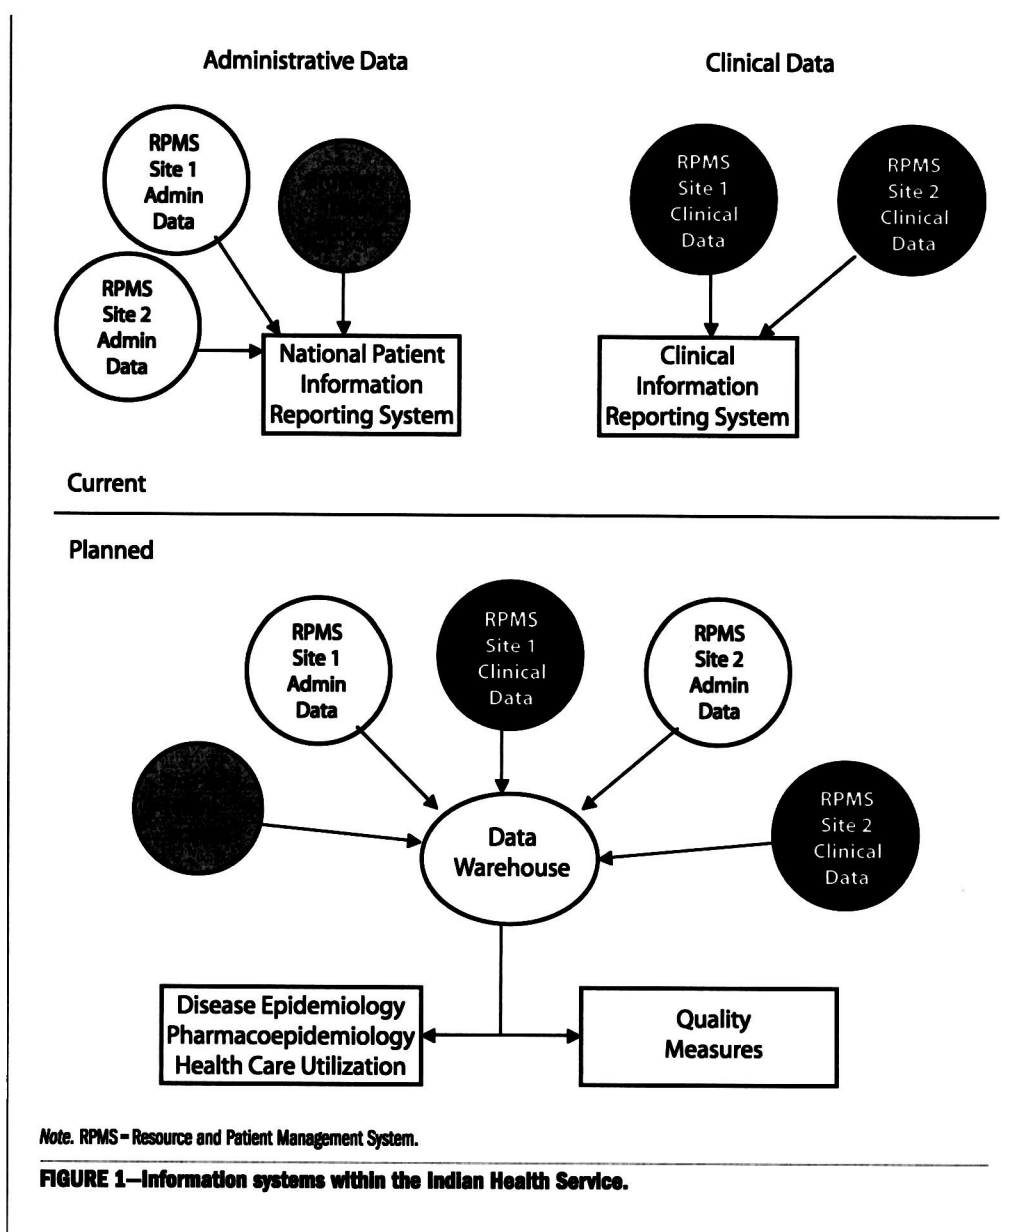 Administrative Data
Clinical Data
RPMS
Site 1
Admin
Data
RPMS
Site 2
Admin
Data
National Patient
Information
Reporting System
RPMS
Site 1
Clinical
Data
RPMS
Site 2
Clinical
Data
Clinical
Information
Reporting System
Current
Planned
RPMS
Site 1
Admin
Data
RPMS
Site 1
Clinical
Data
RPMS
Site 2
Admin
Data
RPMS
Site 2
Clinical
Data
Data
Warehouse
Disease Epidemiology
Pharmacoepidemiology
Health Care Utilization
Quality
Measures
Note. RPMS = Resource and Patient Management System.
FIGURE 1—Information systems within the Indian Health Service.